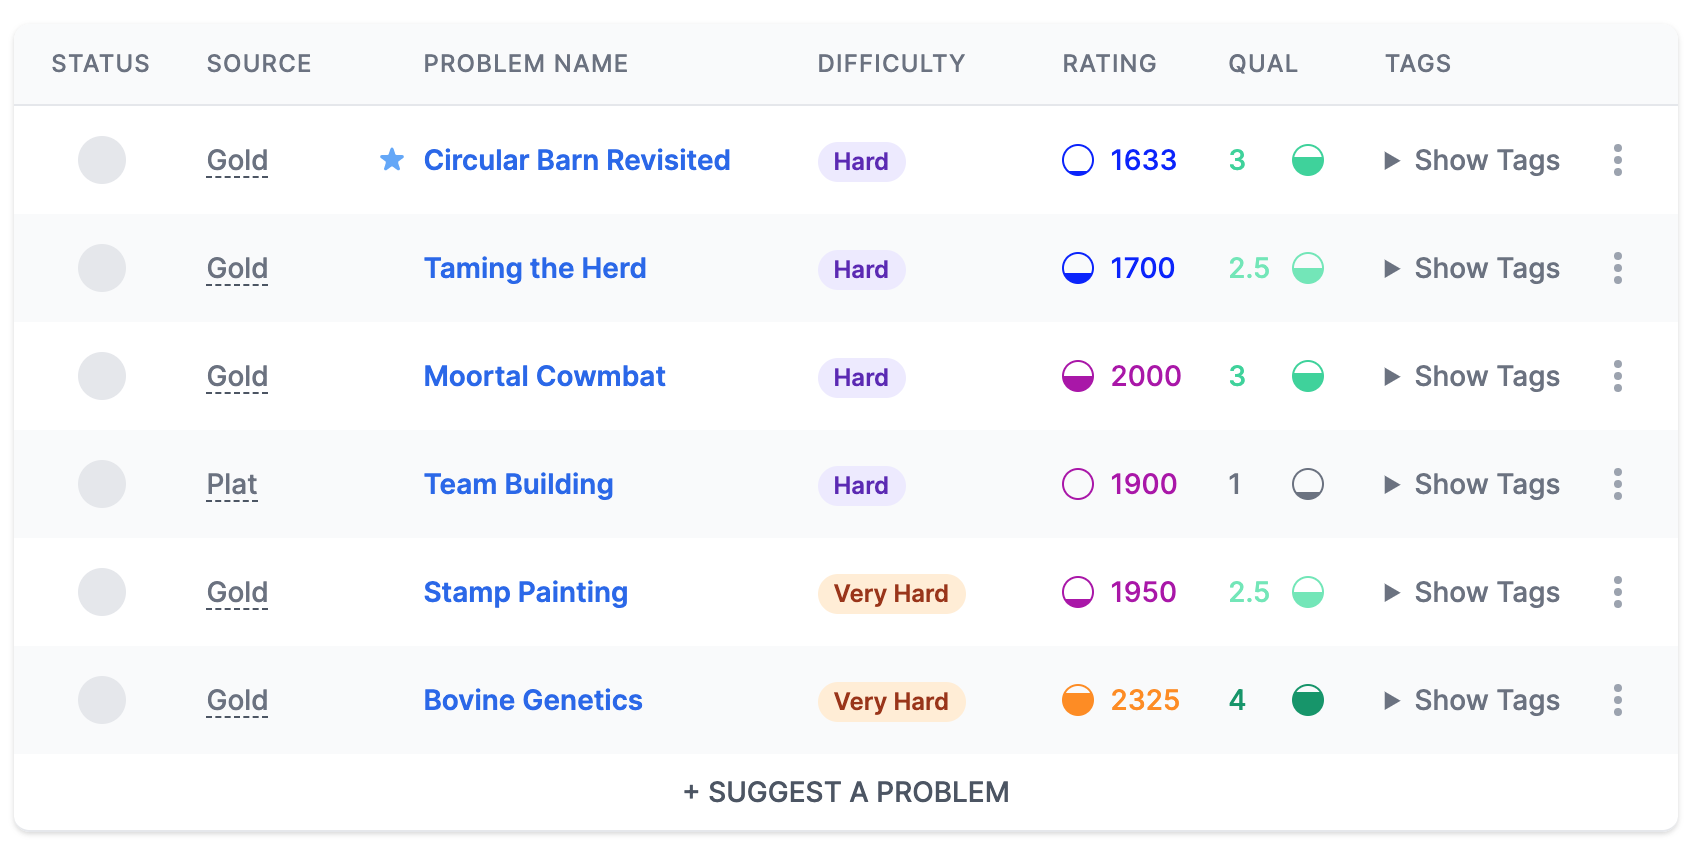 STATUS SOURCE PROBLEM NAME DIFFICULTY RATING QUAL TAGS
Gold Circular Barn Revisited Hard 1633 3 Show Tags
Gold Taming the Herd Hard 1700 2.5 Show Tags
Gold Moortal Cowmbat Hard 2000 3 Show Tags
Plat Team Building Hard 1900 1 Show Tags
Gold Stamp Painting Very Hard 1950 2.5 Show Tags
Gold Bovine Genetics Very Hard 2325 4 Show Tags
+ SUGGEST A PROBLEM